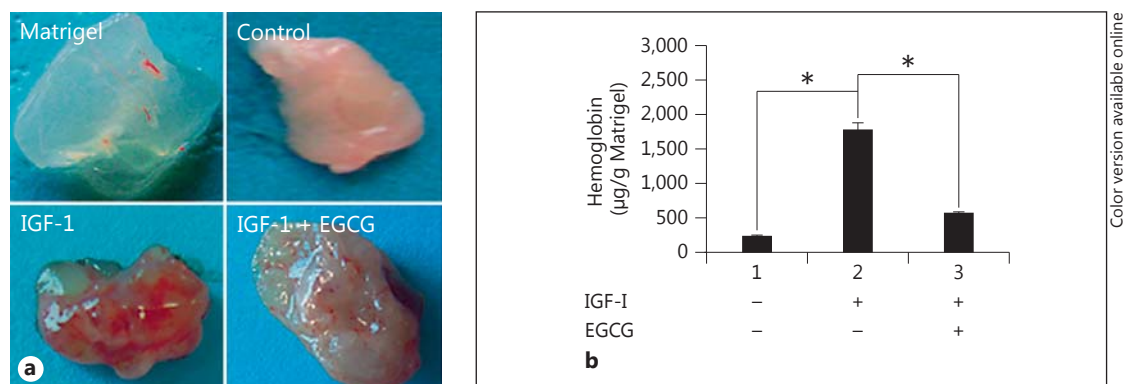 Matrigel
Control
IGF-1
IGF-1 + EGCG
a
3,000
2,500
2,000
1,500
1,000
500
0
Hemoglobin
(µg/g Matrigel)
*
*
1 2 3
IGF-I – + +
EGCG – – +
b
Color version available online